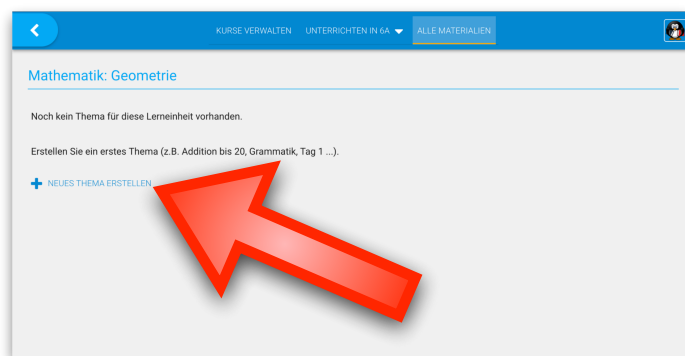 KURSE VERWALTEN UNTERRICHTEN IN 6A ALLE MATERIALIEN
Mathematik: Geometrie
Noch kein Thema für diese Lerneinheit vorhanden.
Erstellen Sie ein erstes Thema (z.B. Addition bis 20, Grammatik, Tag 1 ...).
NEUES THEMA ERSTELLEN